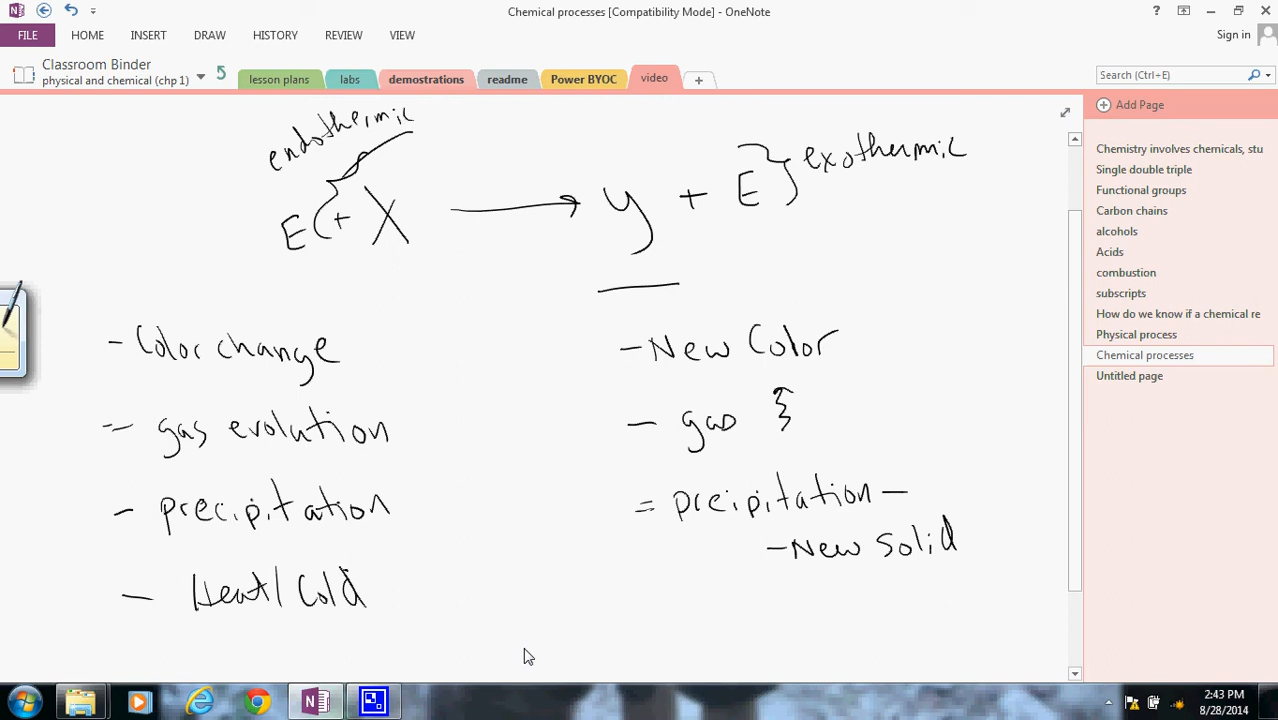 Chemical processes [Compatibility Mode] - OneNote
?
FILE HOME INSERT DRAW HISTORY REVIEW VIEW
Sign in
Classroom Binder
physical and chemical (chp 1)
lesson plans labs demostrations readme Power BYOC video +
Search (Ctrl+E)
Add Page
endothermic
E + X → y + E } exothermic
- Color change
- New Color
= gas evolution
- gas }
- precipitation
= prcipitation -
- New Solid
- Heat/Cold
Chemistry involves chemicals, stu
Single double triple
Functional groups
Carbon chains
alcohols
Acids
combustion
subscripts
How do we know if a chemical re
Physical process
Chemical processes
Untitled page
2:43 PM
8/28/2014